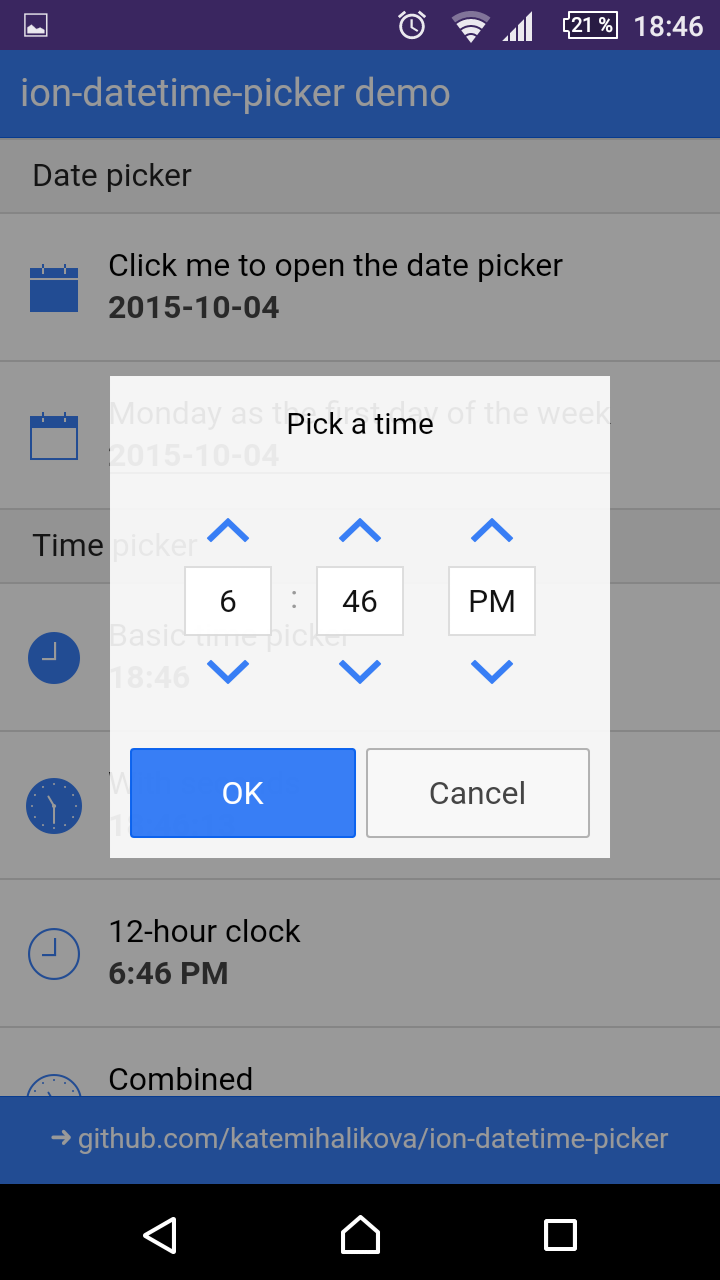 21 % 18:46
ion-datetime-picker demo
Date picker
Click me to open the date picker
2015-10-04
Monday as the first day of the week
2015-10-04
Pick a time
Time picker
6 : 46 PM
Basic time picker
18:46
OK Cancel
12-hour clock
6:46 PM
Combined
➜ github.com/katemihalikova/ion-datetime-picker